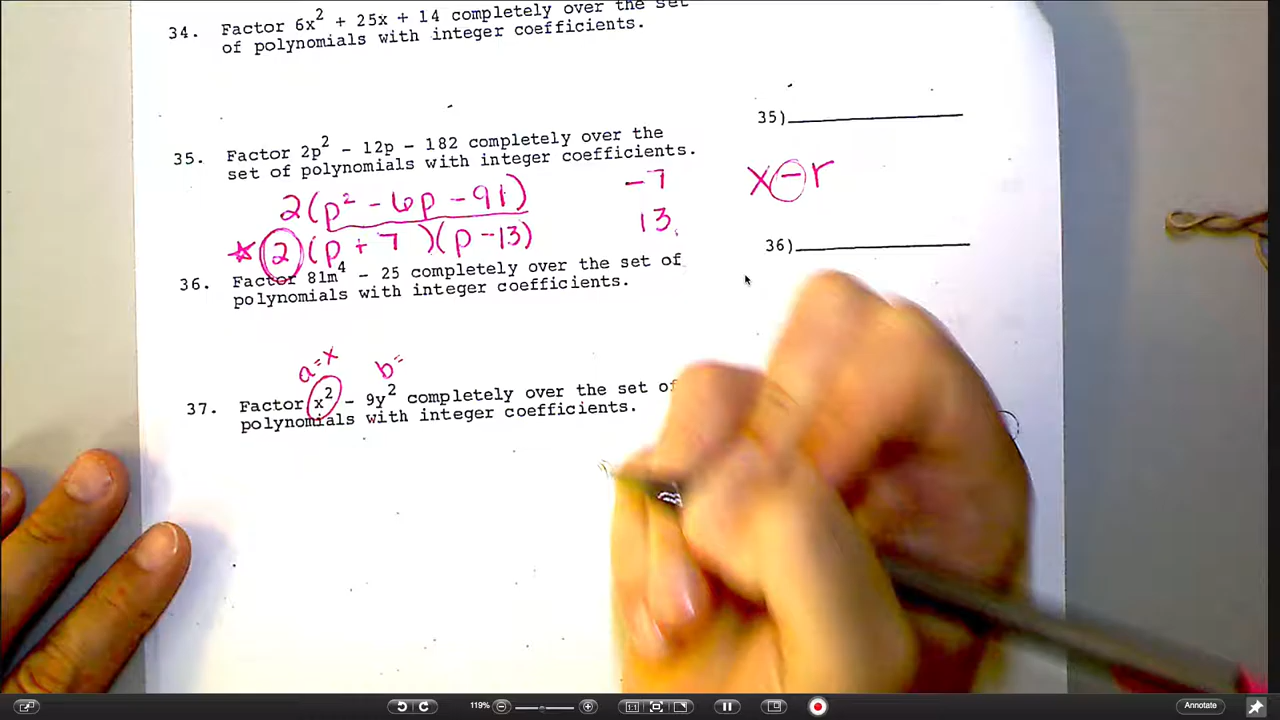 34. Factor 6x² + 25x + 14 completely over the set
of polynomials with integer coefficients.
35. Factor 2p² - 12p - 182 completely over the
set of polynomials with integer coefficients.
35)
2(p² - 6p - 91)
-7
x - r
★ 2 (p + 7 )(p - 13)
13
36. Factor 81m⁴ - 25 completely over the set of
polynomials with integer coefficients.
36)
a = x b =
37. Factor x² - 9y² completely over the set of
polynomials with integer coefficients.
119%
1:1
Annotate